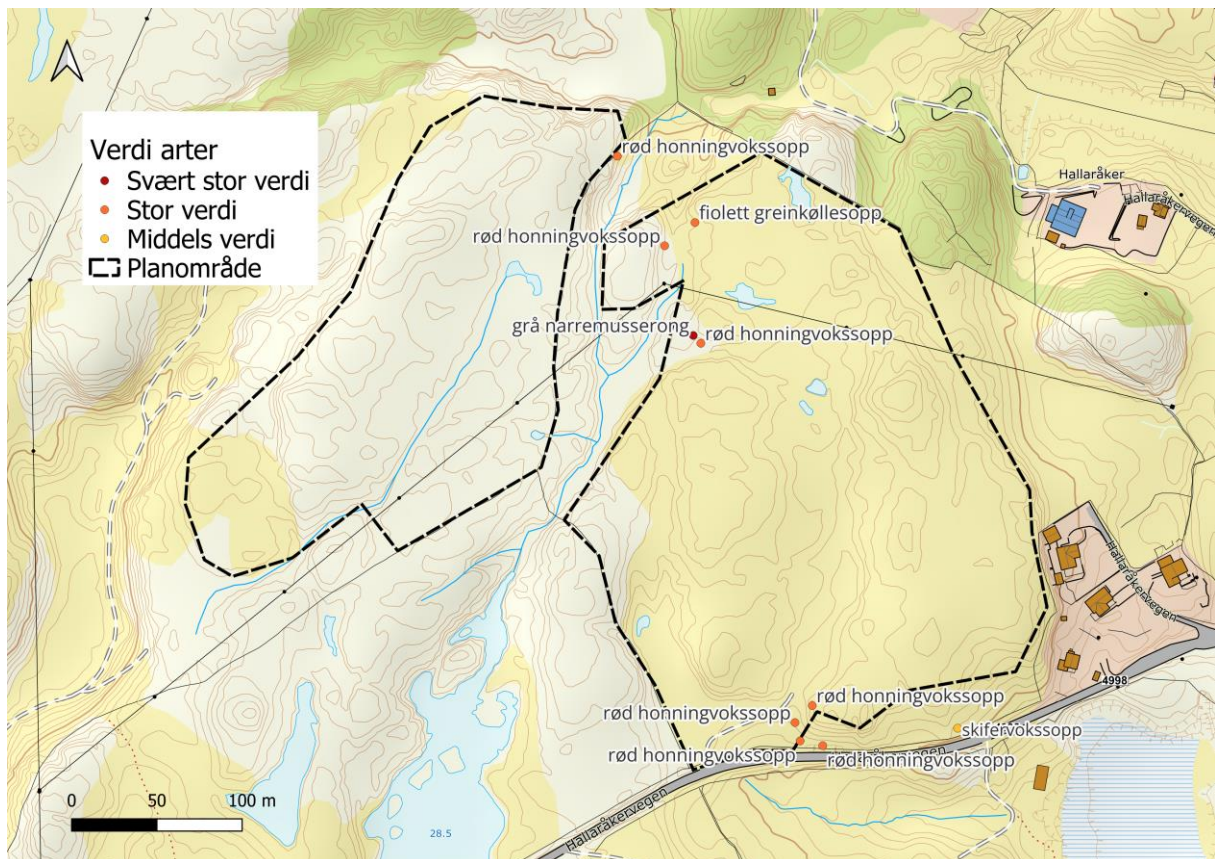 Verdi arter
Svært stor verdi
Stor verdi
Middels verdi
Planområde
rød honningvokssopp
Hallaråker
Hallaråkervegen
fiolett greinkøllesopp
rød honningvokssopp
grå narremusserong
rød honningvokssopp
Hallaråkervegen
4998
rød honningvokssopp
rød honningvokssopp
skifervokssopp
rød honningvokssopp
rød honningvokssopp
Hallaråkervegen
0 50 100 m
28.5